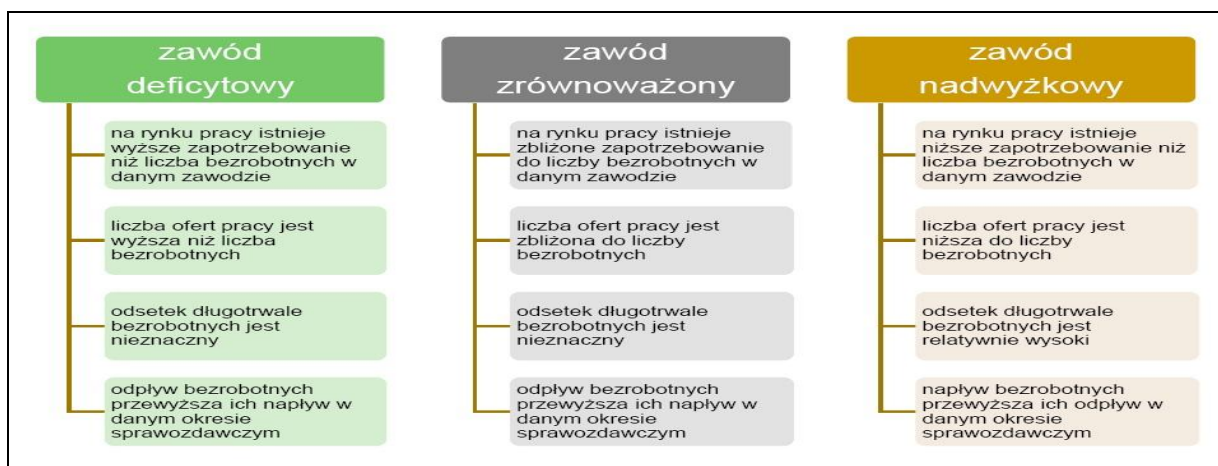 zawód
deficytowy
na rynku pracy istnieje
wyższe zapotrzebowanie
niż liczba bezrobotnych w
danym zawodzie
liczba ofert pracy jest
wyższa niż liczba
bezrobotnych
odsetek długotrwale
bezrobotnych jest
nieznaczny
odpływ bezrobotnych
przewyższa ich napływ w
danym okresie
sprawozdawczym
zawód
zrównoważony
na rynku pracy istnieje
zbliżone zapotrzebowanie
do liczby bezrobotnych w
danym zawodzie
liczba ofert pracy jest
zbliżona do liczby
bezrobotnych
odsetek długotrwale
bezrobotnych jest
nieznaczny
odpływ bezrobotnych
przewyższa ich napływ w
danym okresie
sprawozdawczym
zawód
nadwyżkowy
na rynku pracy istnieje
niższe zapotrzebowanie niż
liczba bezrobotnych w
danym zawodzie
liczba ofert pracy jest
niższa do liczby
bezrobotnych
odsetek długotrwale
bezrobotnych jest
relatywnie wysoki
napływ bezrobotnych
przewyższa ich odpływ w
danym okresie
sprawozdawczym